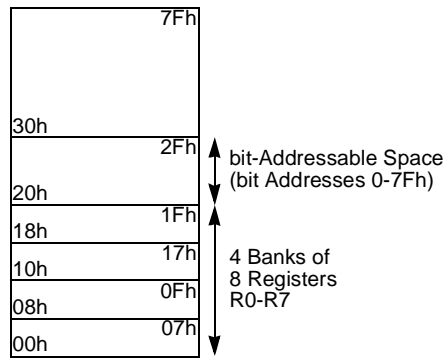 7Fh
30h
2Fh
20h
bit-Addressable Space
(bit Addresses 0-7Fh)
1Fh
18h
17h
10h
0Fh
08h
07h
00h
4 Banks of
8 Registers
R0-R7